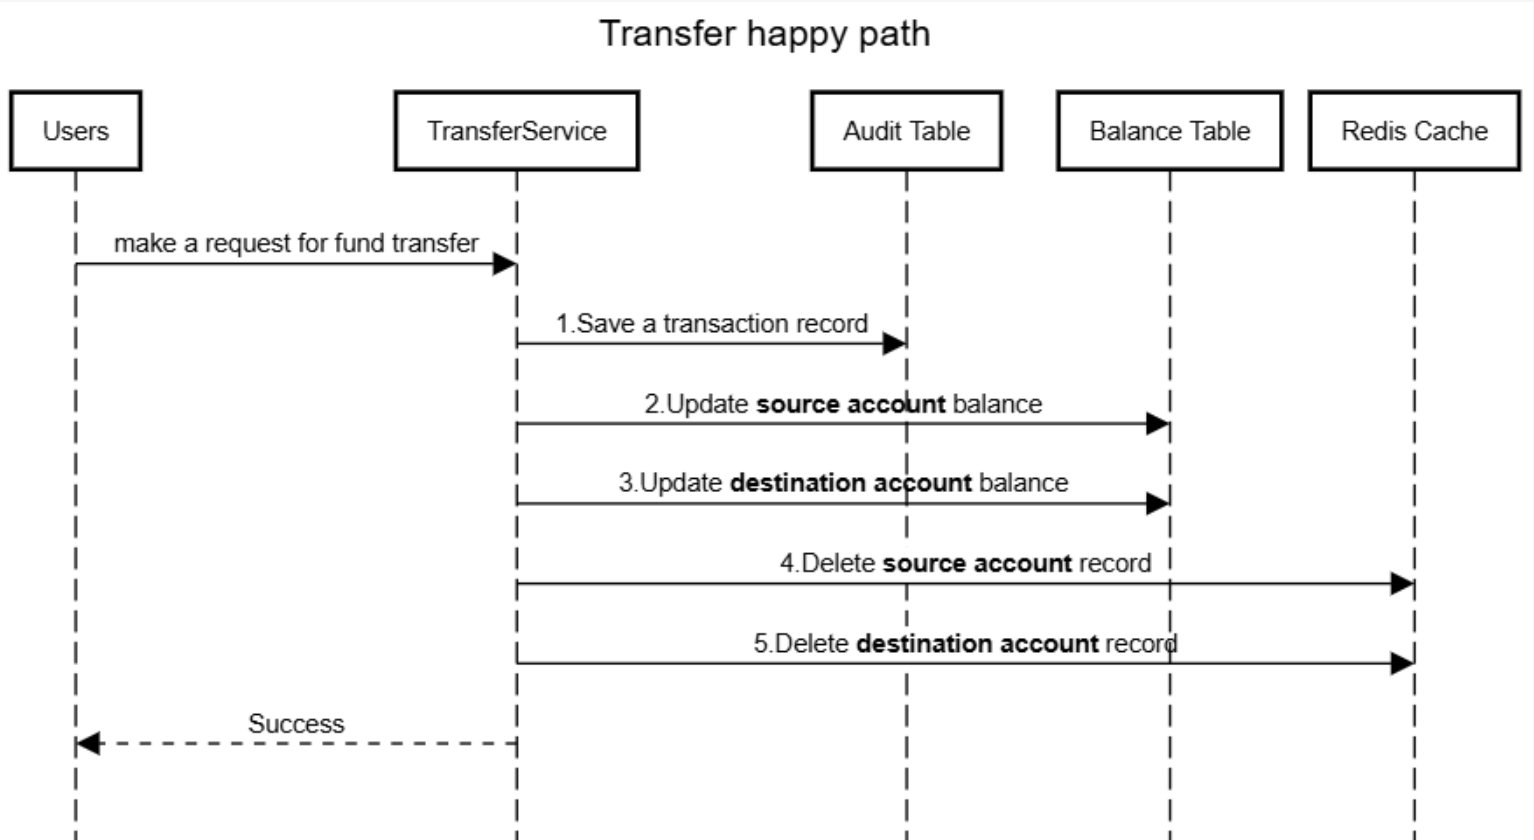 Transfer happy path
Users
TransferService
Audit Table
Balance Table
Redis Cache
make a request for fund transfer
1.Save a transaction record
2.Update source account balance
3.Update destination account balance
4.Delete source account record
5.Delete destination account record
Success